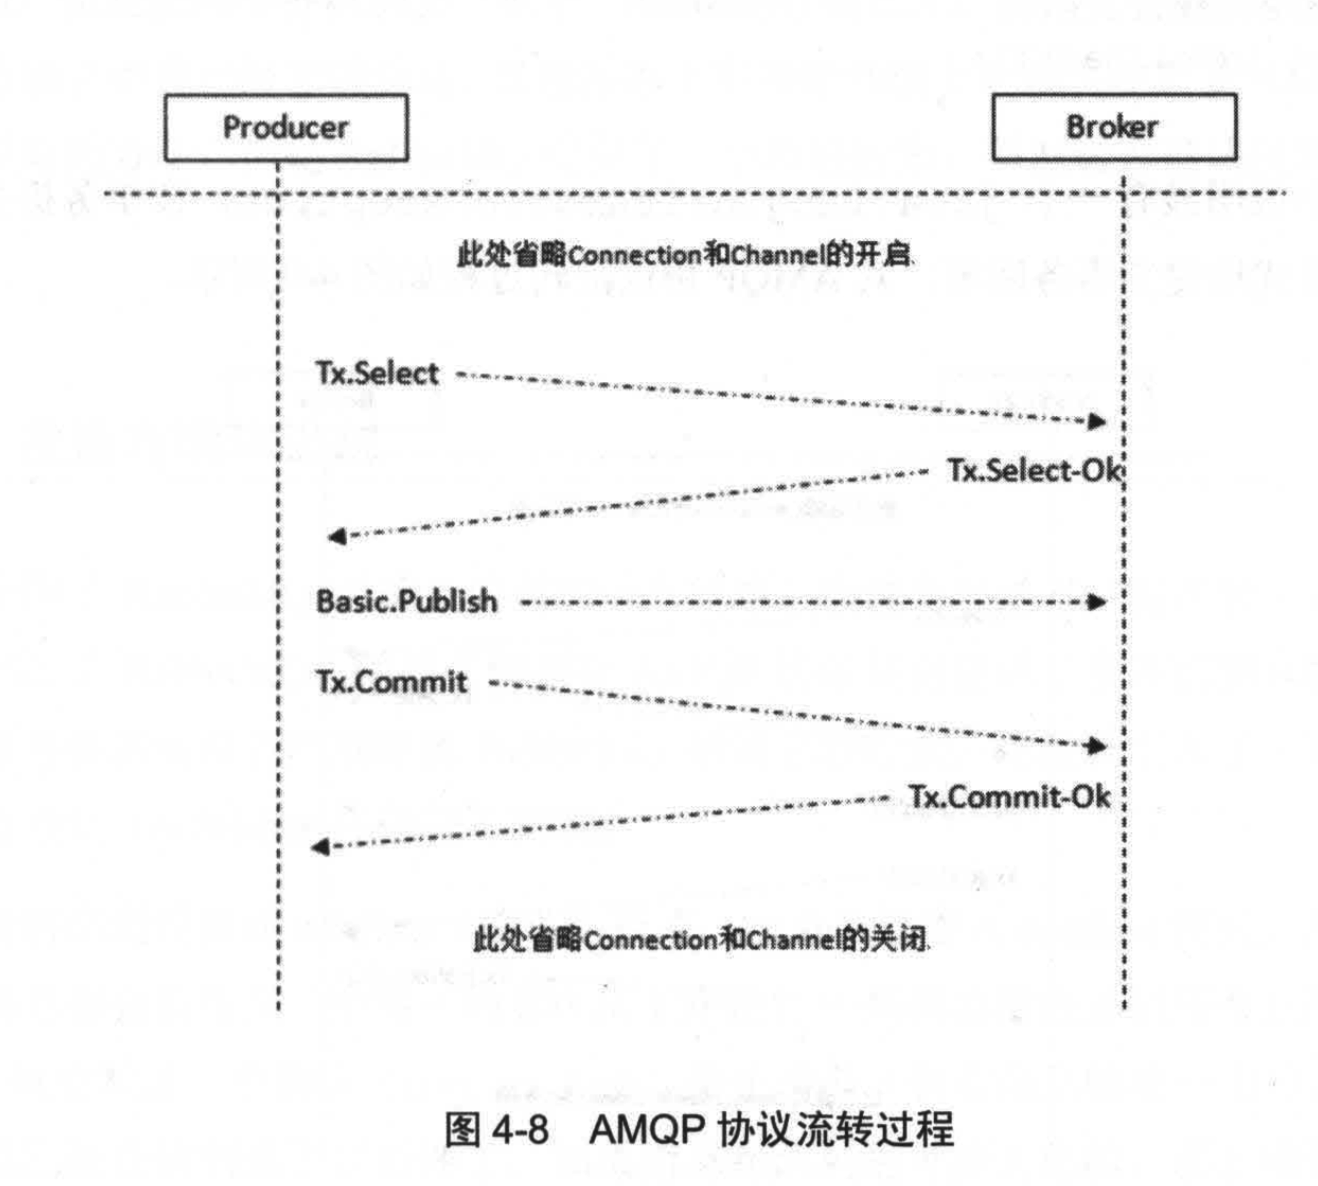 Producer
Broker
此处省略Connection和Channel的开启.
Tx.Select
Tx.Select-Ok
Basic.Publish
Tx.Commit
Tx.Commit-Ok
此处省略Connection和Channel的关闭.
图 4-8 AMQP 协议流转过程